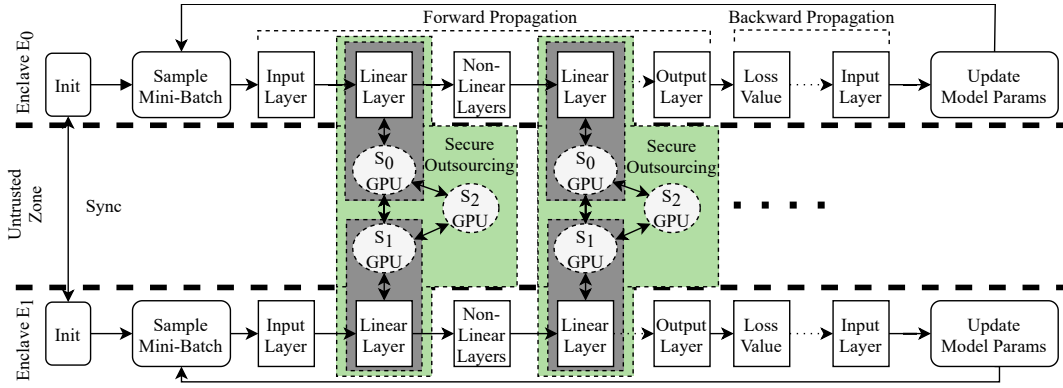 Forward Propagation
Backward Propagation
Enclave E0
Init
Sample
Mini-Batch
Input
Layer
Linear
Layer
Non-
Linear
Layers
Linear
Layer
Output
Layer
Loss
Value
Input
Layer
Update
Model Params
Untrusted
Zone
Sync
S0
GPU
Secure
Outsourcing
S2
GPU
S1
GPU
S0
GPU
Secure
Outsourcing
S2
GPU
S1
GPU
Enclave E1
Init
Sample
Mini-Batch
Input
Layer
Linear
Layer
Non-
Linear
Layers
Linear
Layer
Output
Layer
Loss
Value
Input
Layer
Update
Model Params